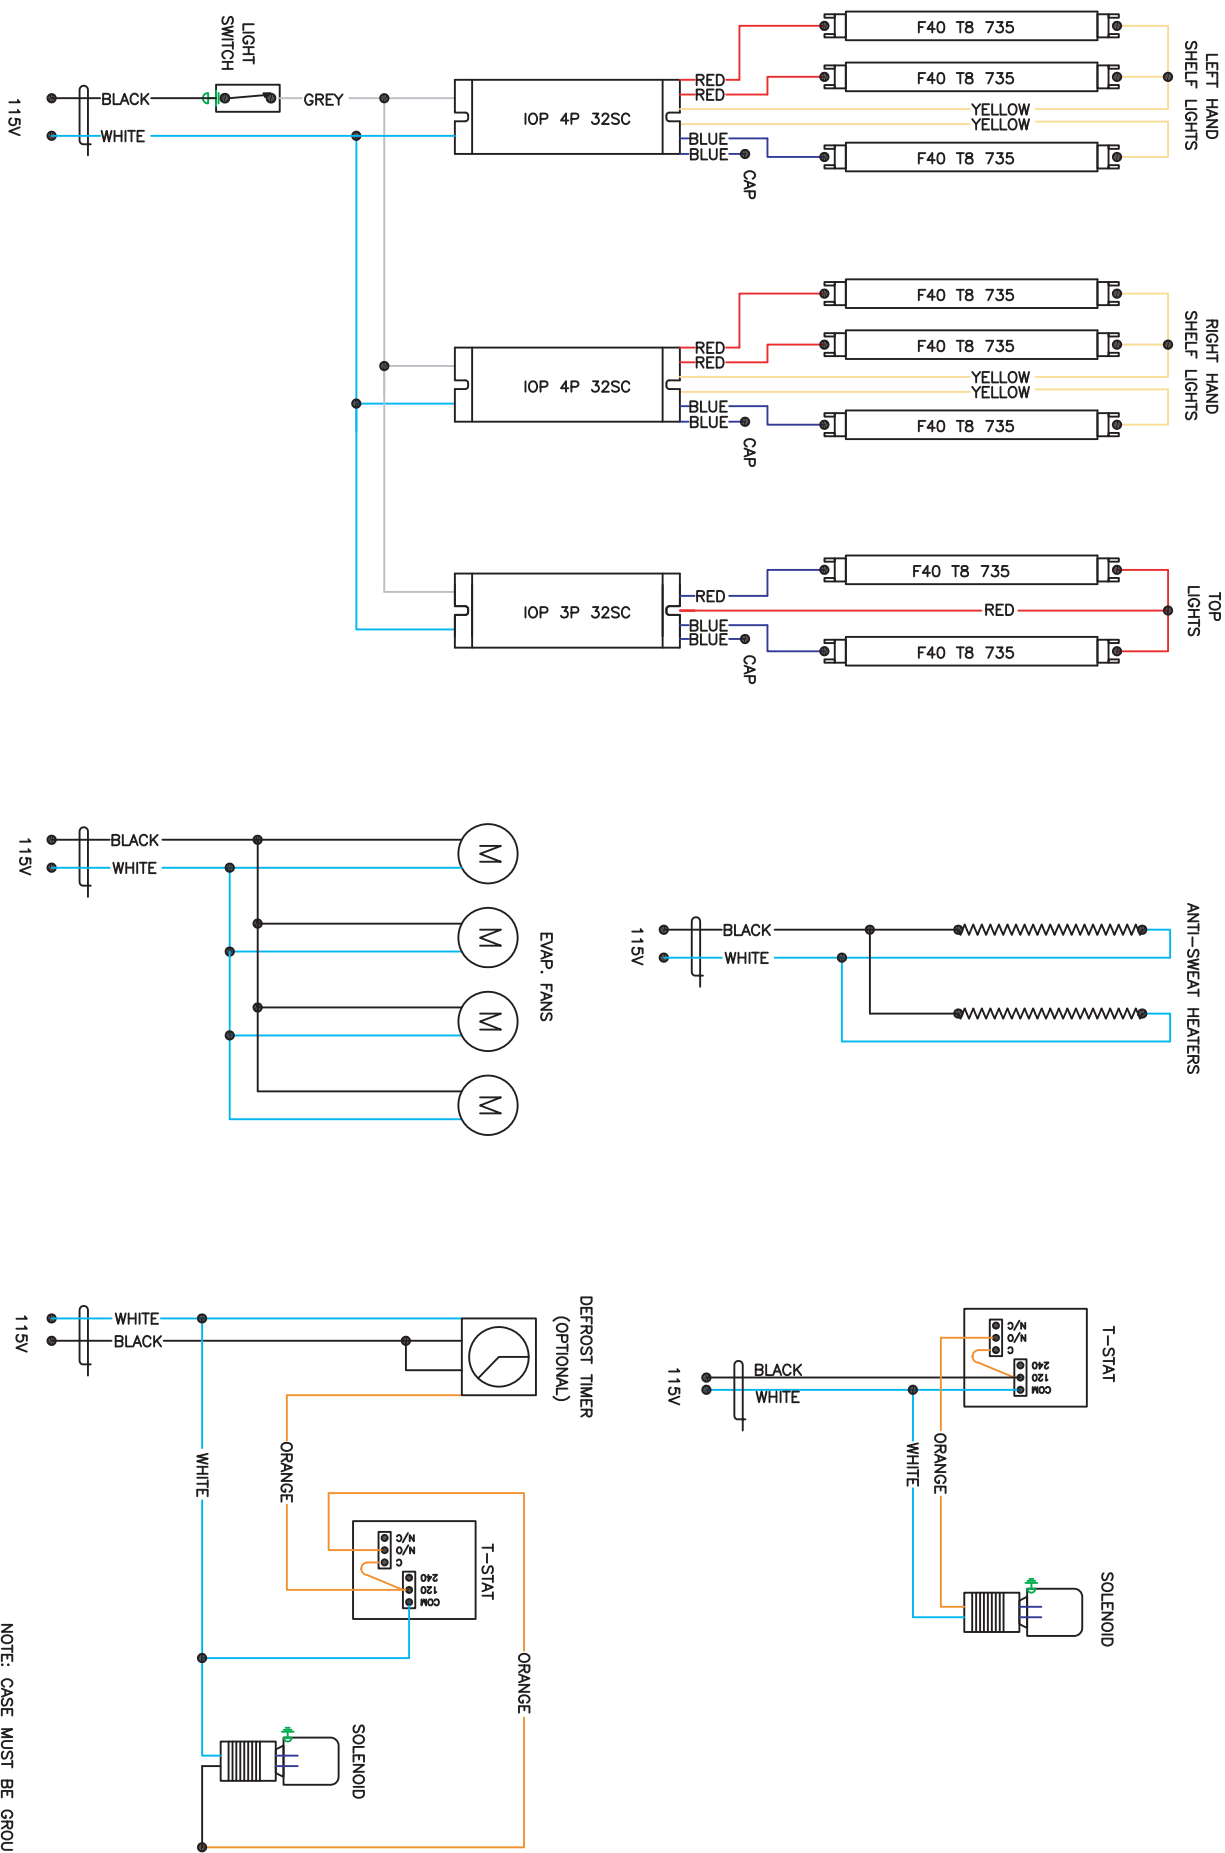 LEFT HAND
SHELF LIGHTS
F40 T8 735
F40 T8 735
F40 T8 735
RED
RED
YELLOW
YELLOW
BLUE
BLUE
CAP
IOP 4P 32SC
LIGHT
SWITCH
BLACK
GREY
WHITE
115V
RIGHT HAND
SHELF LIGHTS
F40 T8 735
F40 T8 735
F40 T8 735
RED
RED
YELLOW
YELLOW
BLUE
BLUE
CAP
IOP 4P 32SC
TOP
LIGHTS
F40 T8 735
F40 T8 735
RED
RED
BLUE
BLUE
CAP
IOP 3P 32SC
115V
BLACK
WHITE
M
M
M
M
EVAP. FANS
115V
BLACK
WHITE
ANTI-SWEAT HEATERS
115V
WHITE
BLACK
DEFROST TIMER
(OPTIONAL)
ORANGE
WHITE
T-STAT
N/C
N/O
C
240
120
COM
ORANGE
SOLENOID
T-STAT
N/C
N/O
C
240
120
COM
115V
BLACK
WHITE
ORANGE
WHITE
SOLENOID
NOTE: CASE MUST BE GROU